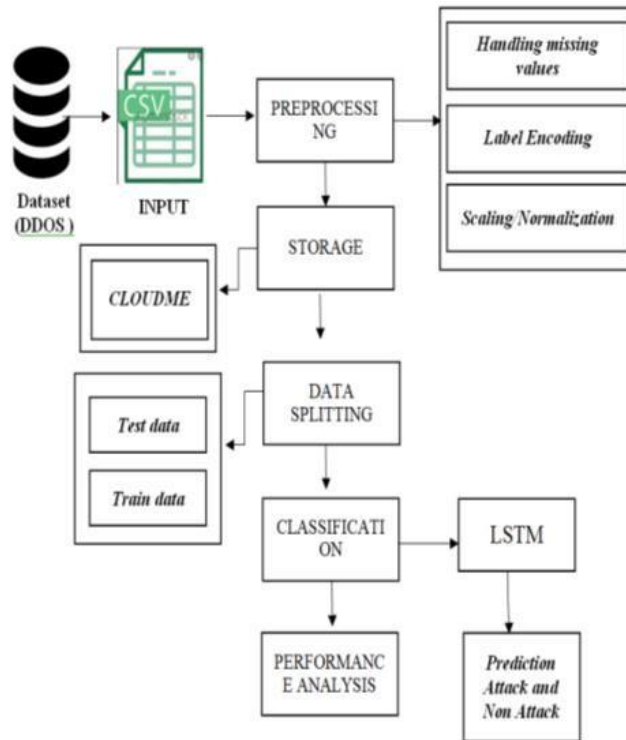 Dataset
(DDOS )
CSV
INPUT
PREPROCESSI
NG
Handling missing
values
Label Encoding
Scaling/Normalization
STORAGE
CLOUDME
DATA
SPLITTING
Test data
Train data
CLASSIFICATI
ON
LSTM
PERFORMANC
E ANALYSIS
Prediction
Attack and
Non Attack